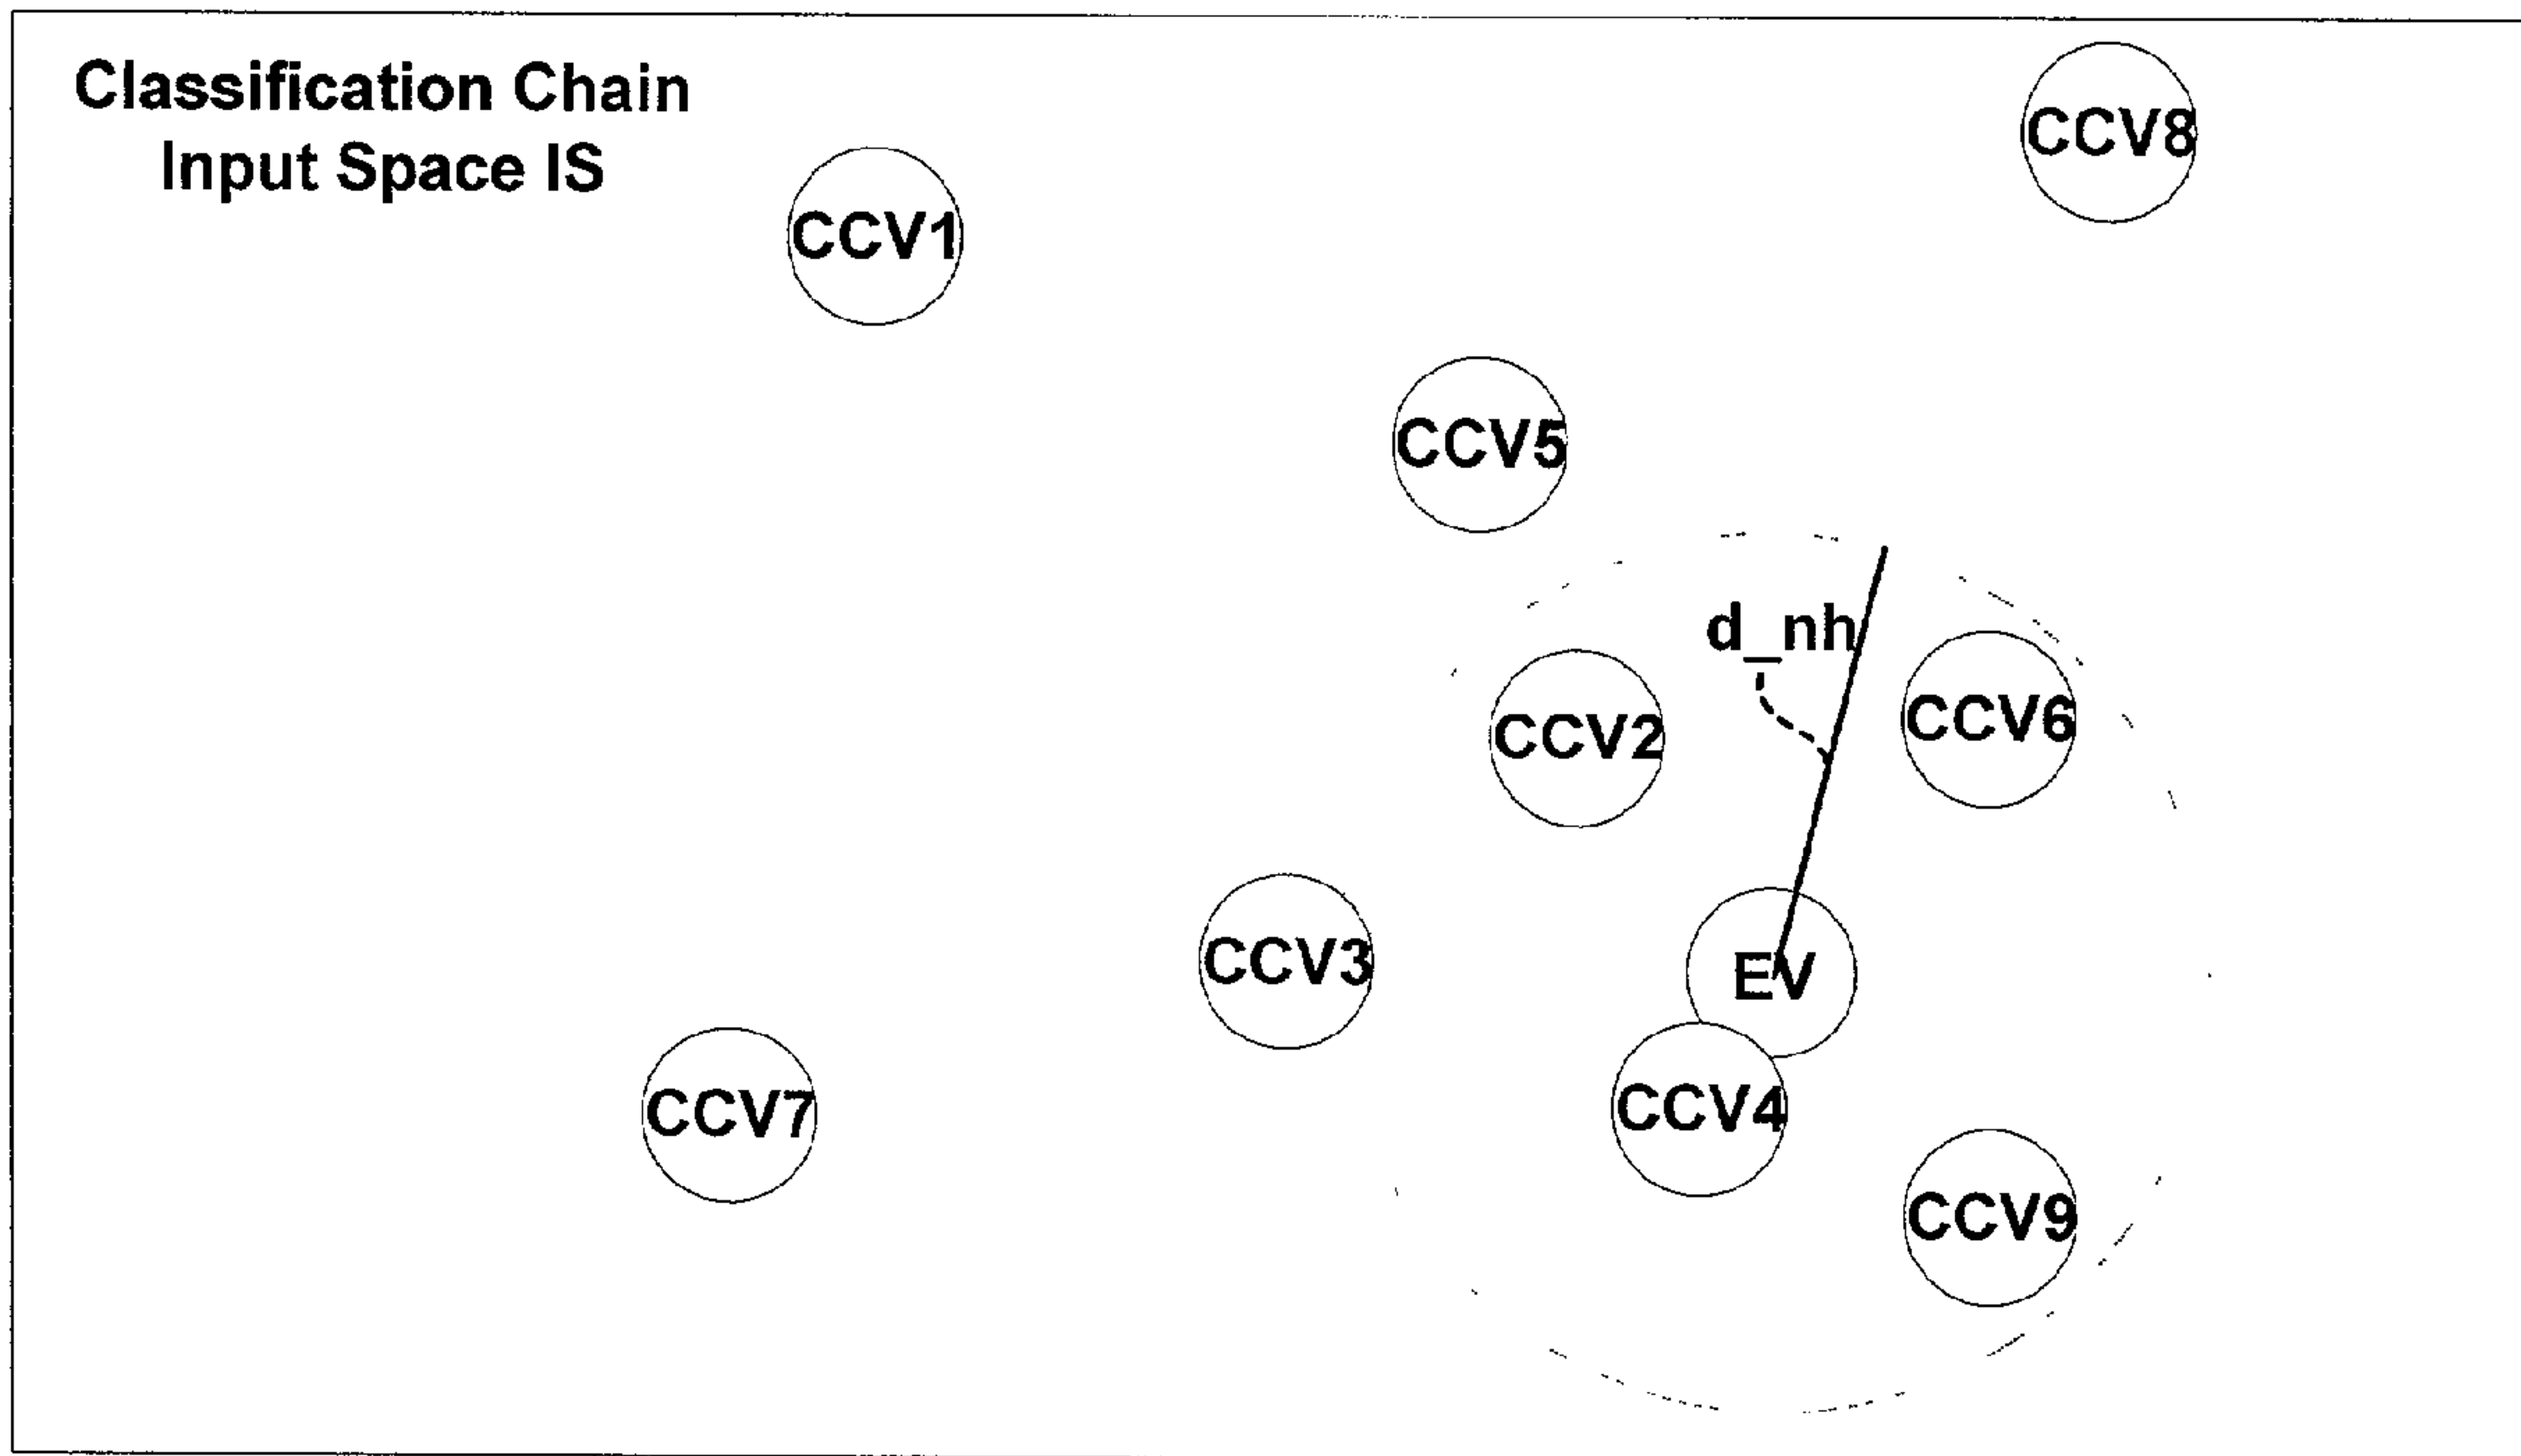 Classification Chain
Input Space IS
CCV8
CCV1
CCV5
d_nh
CCV6
CCV2
CCV3
EV
CCV7
CCV4
CCV9